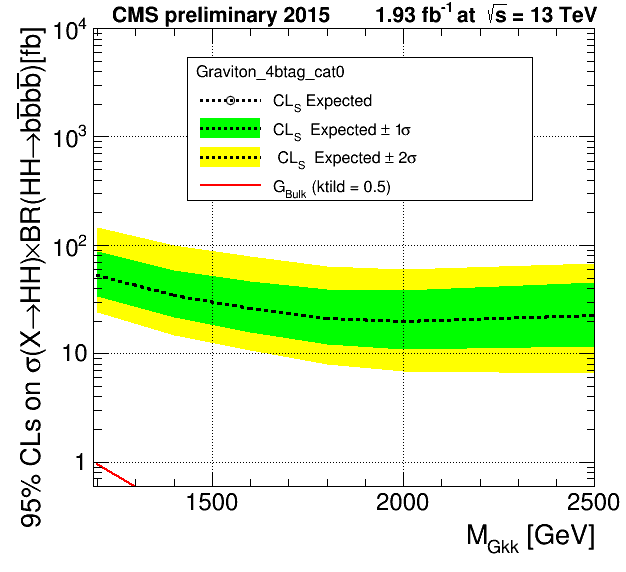 CMS preliminary 2015 1.93 fb⁻¹ at √s = 13 TeV
95% CLs on σ(X→HH)×BR(HH→bb̅bb̅)[fb]
10⁴
10³
10²
10
1
Graviton_4btag_cat0
CL_S Expected
CL_S Expected ± 1σ
CL_S Expected ± 2σ
G_Bulk (ktild = 0.5)
1500 2000 2500
M_Gkk [GeV]